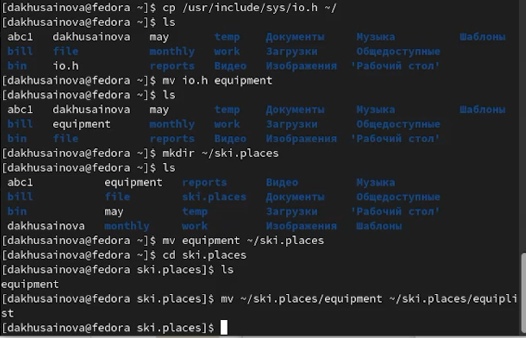 [dakhusainova@fedora ~]$ cp /usr/include/sys/io.h ~/
[dakhusainova@fedora ~]$ ls
abc1 dakhusainova may temp Документы Музыка Шаблоны
bill file monthly work Загрузки Общедоступные
bin io.h reports Видео Изображения 'Рабочий стол'
[dakhusainova@fedora ~]$ mv io.h equipment
[dakhusainova@fedora ~]$ ls
abc1 dakhusainova may temp Документы Музыка Шаблоны
bill equipment monthly work Загрузки Общедоступные
bin file reports Видео Изображения 'Рабочий стол'
[dakhusainova@fedora ~]$ mkdir ~/ski.places
[dakhusainova@fedora ~]$ ls
abc1 equipment reports Видео Музыка
bill file ski.places Документы Общедоступные
bin may temp Загрузки 'Рабочий стол'
dakhusainova monthly work Изображения Шаблоны
[dakhusainova@fedora ~]$ mv equipment ~/ski.places
[dakhusainova@fedora ~]$ cd ski.places
[dakhusainova@fedora ski.places]$ ls
equipment
[dakhusainova@fedora ski.places]$ mv ~/ski.places/equipment ~/ski.places/equipli
st
[dakhusainova@fedora ski.places]$